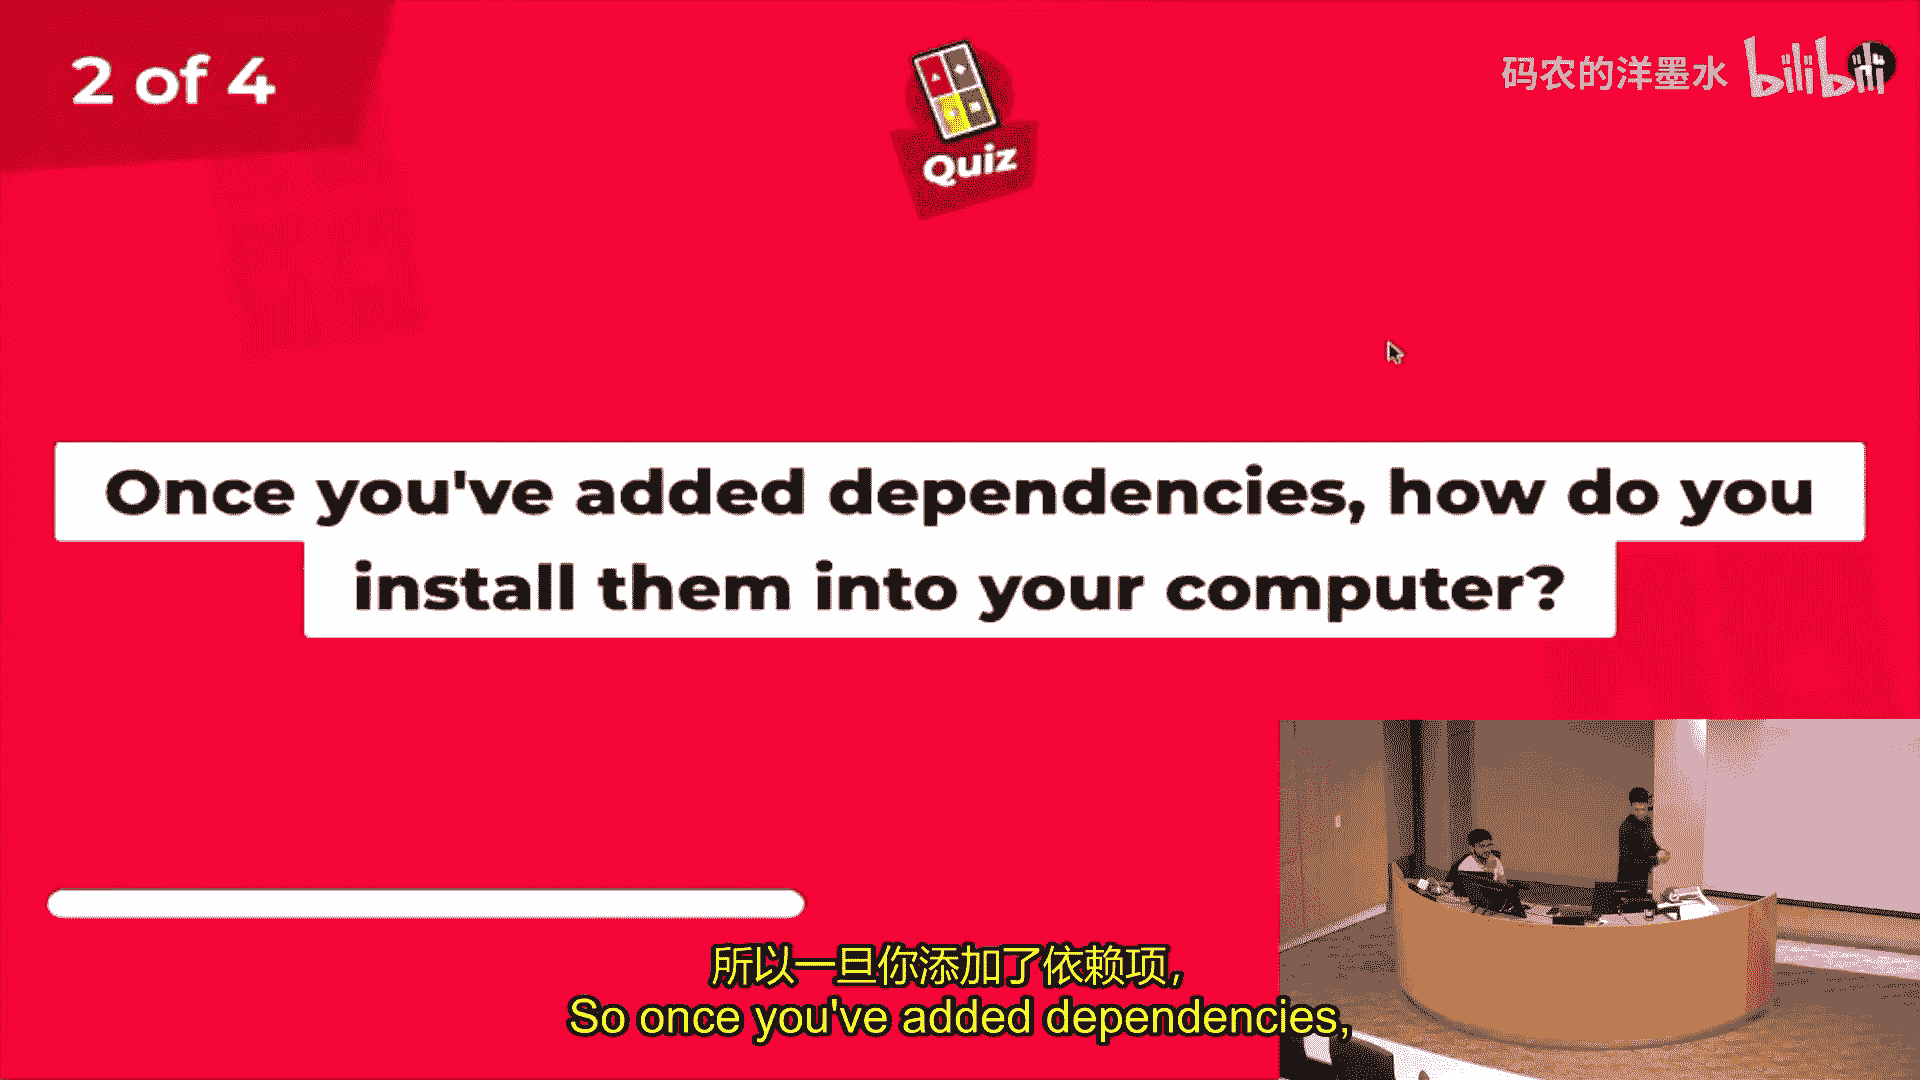 2 of 4
Quiz
码农的洋墨水 bilibili
Once you've added dependencies, how do you
install them into your computer?
所以一旦你添加了依赖项，
So once you've added dependencies,